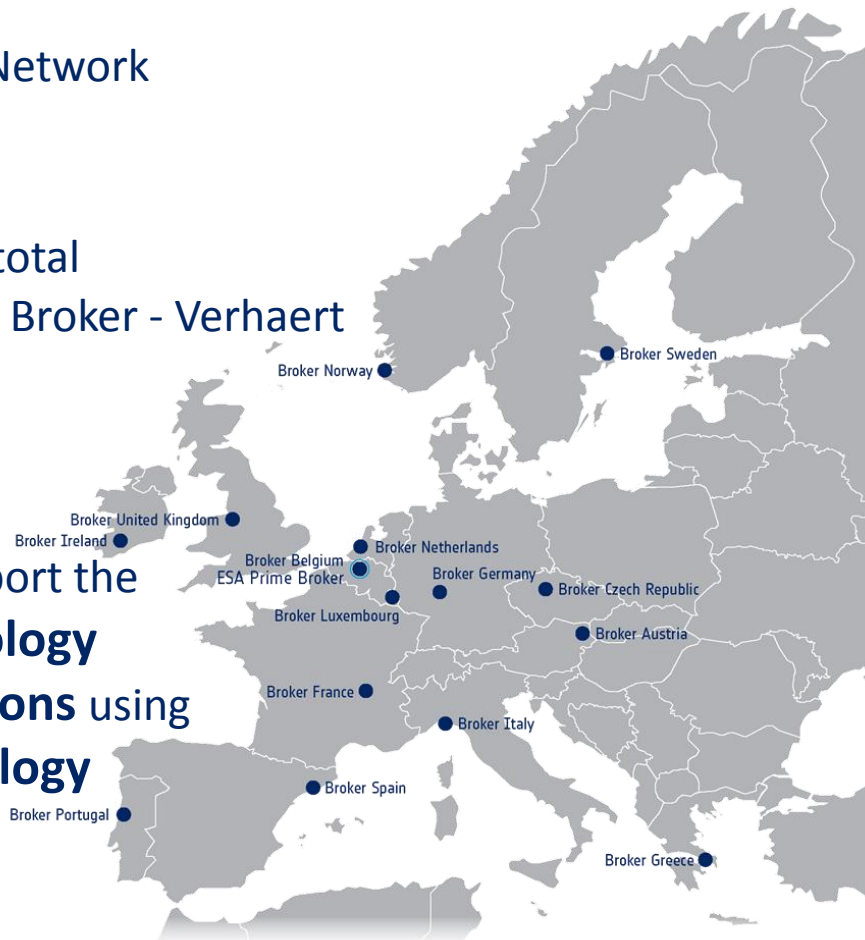 Network
total
Broker - Verhaert
Broker Sweden
Broker Norway
Broker United Kingdom
Broker Ireland
Broker Netherlands
Broker Belgium
ESA Prime Broker
Broker Germany
Broker Czech Republic
Broker Luxembourg
port the
ology
Broker Austria
ons using
Broker France
Broker Italy
logy
Broker Spain
Broker Portugal
Broker Greece